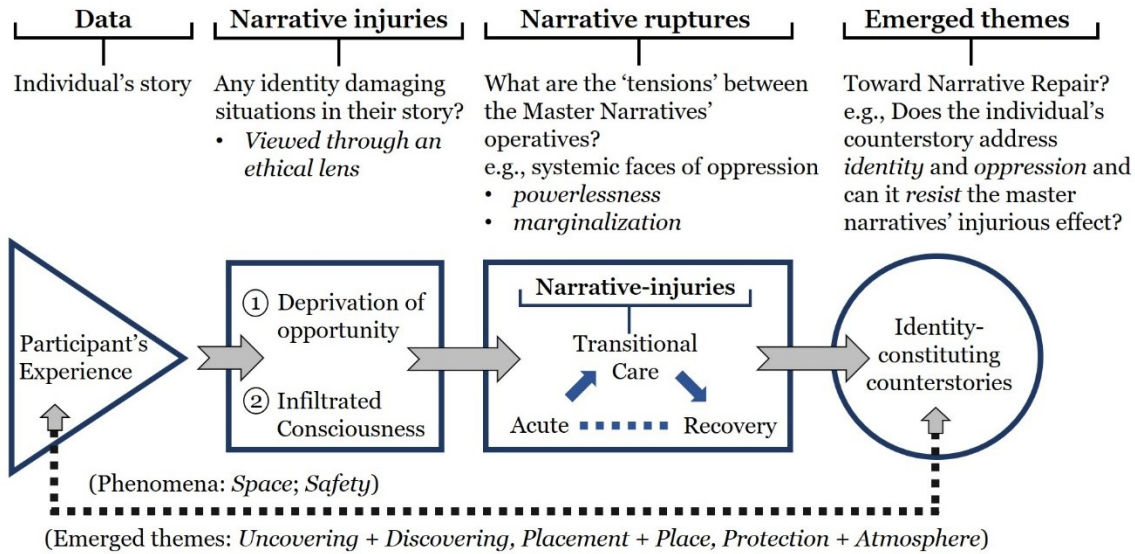 Data
Narrative injuries
Narrative ruptures
Emerged themes
Individual's story
Any identity damaging
situations in their story?
• Viewed through an
ethical lens
What are the 'tensions' between
the Master Narratives'
operatives?
e.g., systemic faces of oppression
• powerlessness
• marginalization
Toward Narrative Repair?
e.g., Does the individual's
counterstory address
identity and oppression and
can it resist the master
narratives' injurious effect?
Participant's
Experience
① Deprivation of
opportunity
② Infiltrated
Consciousness
Narrative-injuries
Transitional
Care
Acute
Recovery
Identity-
constituting
counterstories
(Phenomena: Space; Safety)
(Emerged themes: Uncovering + Discovering, Placement + Place, Protection + Atmosphere)